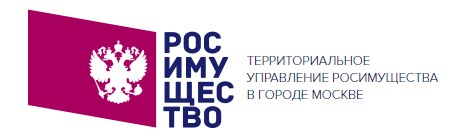 РОС
ИМУ
ЩЕС
ТВО
ТЕРРИТОРИАЛЬНОЕ
УПРАВЛЕНИЕ РОСИМУЩЕСТВА
В ГОРОДЕ МОСКВЕ